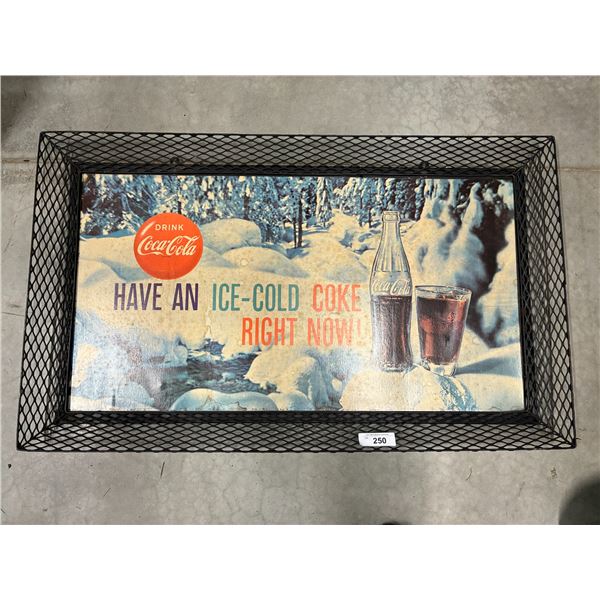 DRINK
Coca-Cola
HAVE AN ICE-COLD COKE
RIGHT NOW!
Coca-Cola
250